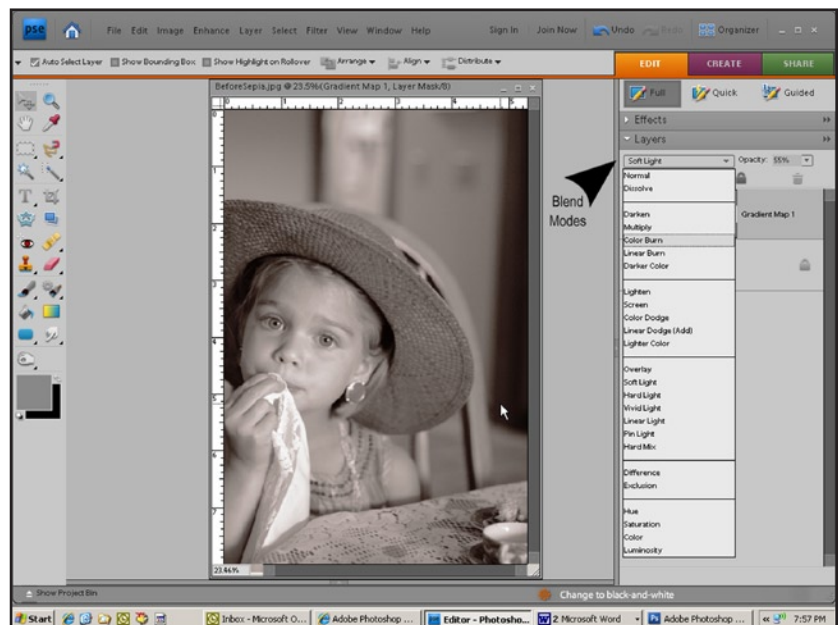 pse File Edit Image Enhance Layer Select Filter View Window Help Sign In Join Now Undo Redo Organizer
Auto Select Layer Show Bounding Box Show Highlight on Rollover Arrange Align Distribute
EDIT CREATE SHARE
Full Quick Guided
BeforeSepia.jpg @ 23.5%(Gradient Map 1, Layer Mask/8)
Effects
Layers
Soft Light Opacity: 55%
Blend
Modes
Gradient Map 1
Normal
Dissolve
Darken
Multiply
Color Burn
Linear Burn
Darker Color
Lighten
Screen
Color Dodge
Linear Dodge (Add)
Lighter Color
Overlay
Soft Light
Hard Light
Vivid Light
Linear Light
Pin Light
Hard Mix
Difference
Exclusion
Hue
Saturation
Color
Luminosity
23.46%
Show Project Bin Change to black-and-white
Start Inbox - Microsoft O... Adobe Photoshop ... Editor - Photosho... 2 Microsoft Word Adobe Photoshop ... « 7:57 PM